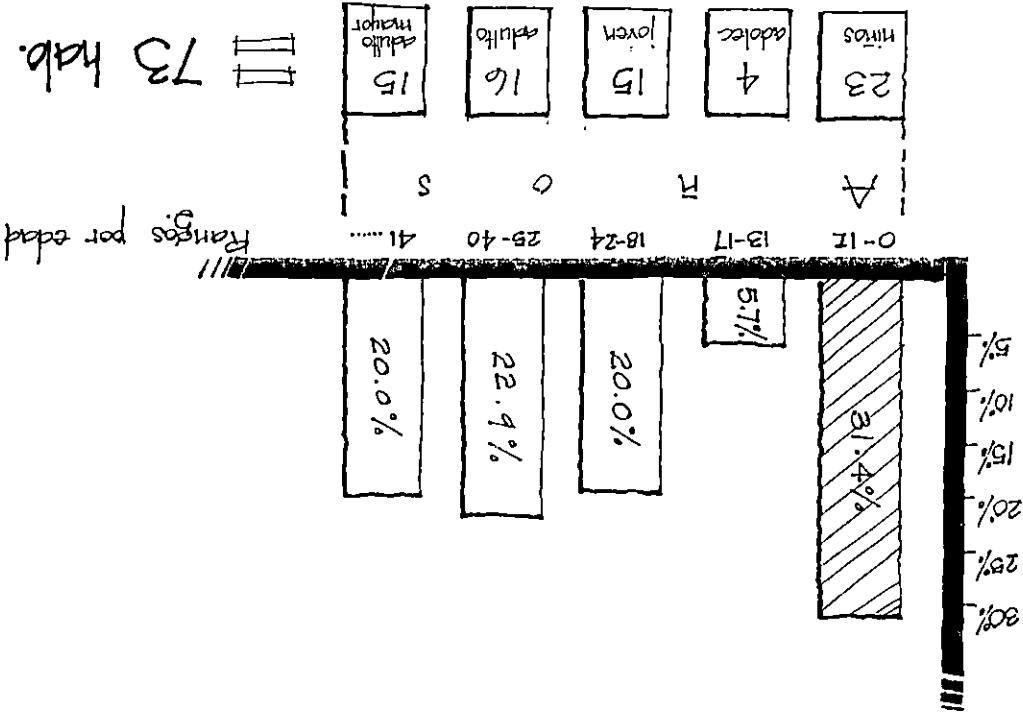 30%
25%
20%
15%
10%
5%
31.4%
5.7%
20.0%
22.9%
20.0%
0-12 13-17 18-24 25-40 41......
Rangos por edad
A Ñ O S
23 niños
4 adolec
15 joven
16 adulto
15 adulto mayor
73 hab.